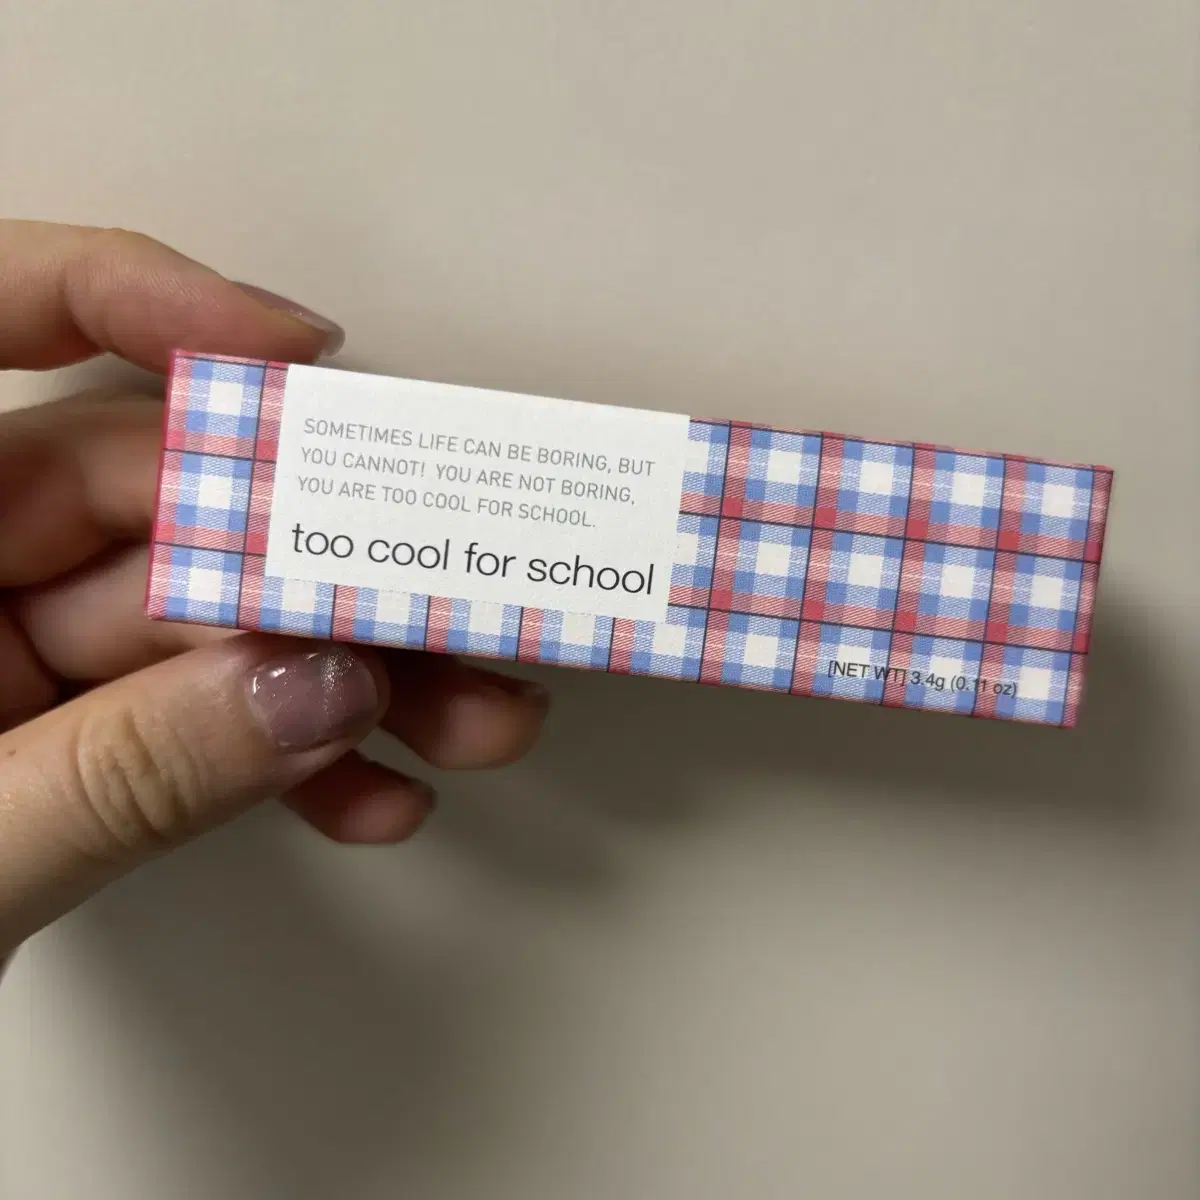 SOMETIMES LIFE CAN BE BORING, BUT
YOU CANNOT! YOU ARE NOT BORING,
YOU ARE TOO COOL FOR SCHOOL.
too cool for school
[NET WT] 3.4g (0.11 oz)